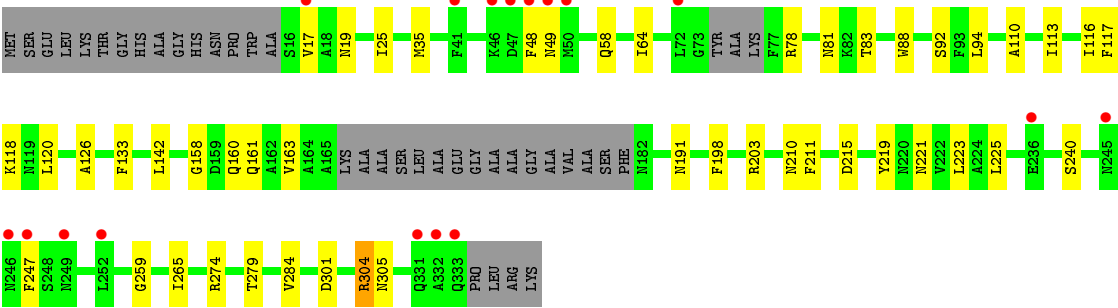 MET SER GLU LEU LYS THR GLY HIS ALA GLY HIS ASN PRO TRP ALA S16 V17 A18 N19 I25 M35 F41 K46 D47 F48 N49 M50 Q58 I64 L72 G73 TYR ALA LYS F77 R78 N81 K82 T83 W88 S92 F93 L94 A110 I113 I116 F117
K118 N119 L120 A126 F133 L142 G158 D159 Q160 Q161 A162 V163 A164 A165 LYS ALA ALA SER LEU ALA GLU GLY ALA ALA GLY ALA VAL ALA SER PHE N182 N191 F198 R203 N210 F211 D215 Y219 N220 N221 V222 L223 A224 L225 E236 S240 N245
N246 F247 S248 N249 L252 G259 I265 R274 T279 V284 D301 R304 N305 Q331 A332 Q333 PRO LEU ARG LYS